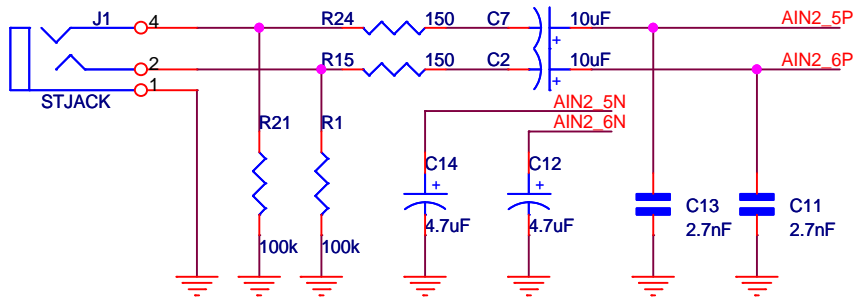 J1 4 R24 150 C7 10uF AIN2_5P
2 R15 150 C2 10uF AIN2_6P
1
STJACK
AIN2_5N
AIN2_6N
R21 R1
C14 + C12 +
4.7uF 4.7uF
C13 C11
2.7nF 2.7nF
100k 100k
+
+